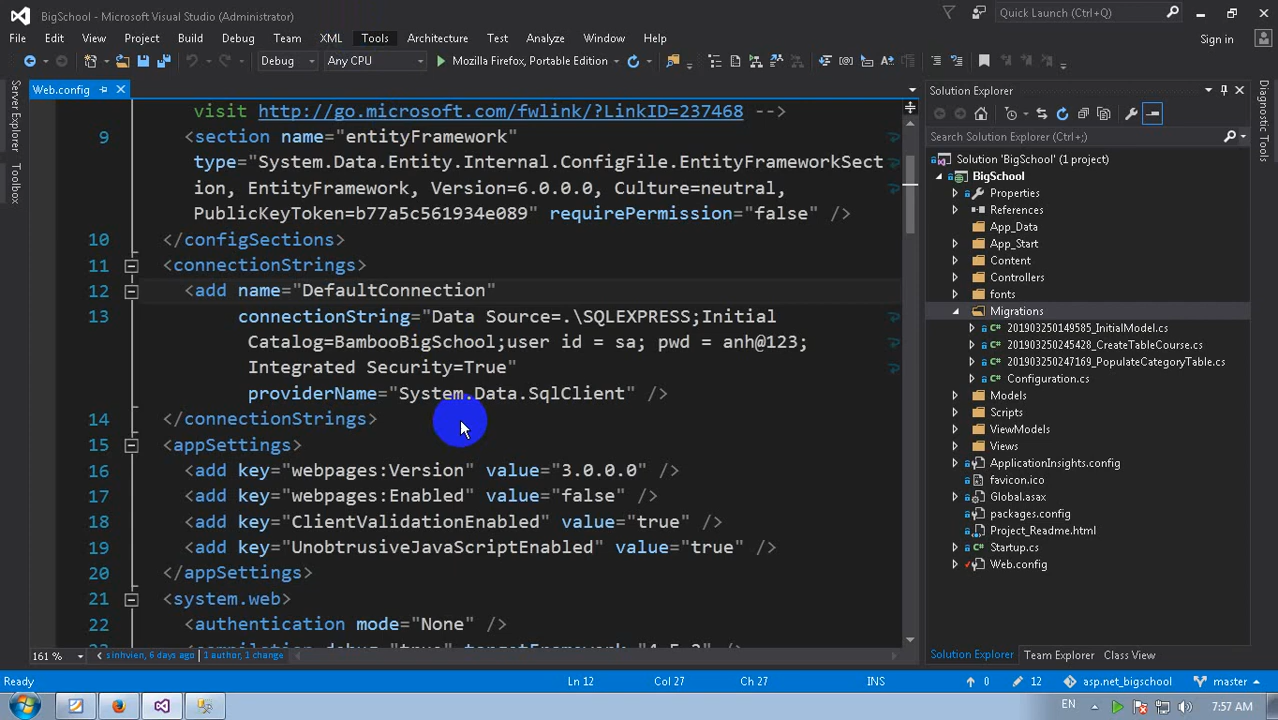 BigSchool - Microsoft Visual Studio (Administrator)
Quick Launch (Ctrl+Q)
File Edit View Project Build Debug Team XML Tools Architecture Test Analyze Window Help
Sign in
Debug Any CPU Mozilla Firefox, Portable Edition
Server Explorer
Toolbox
Web.config
visit http://go.microsoft.com/fwlink/?LinkID=237468 -->
9 <section name="entityFramework"
type="System.Data.Entity.Internal.ConfigFile.EntityFrameworkSect
ion, EntityFramework, Version=6.0.0.0, Culture=neutral,
PublicKeyToken=b77a5c561934e089" requirePermission="false" />
10 </configSections>
11 <connectionStrings>
12 <add name="DefaultConnection"
13 connectionString="Data Source=.\SQLEXPRESS;Initial
Catalog=BambooBigSchool;user id = sa; pwd = anh@123;
Integrated Security=True"
providerName="System.Data.SqlClient" />
14 </connectionStrings>
15 <appSettings>
16 <add key="webpages:Version" value="3.0.0.0" />
17 <add key="webpages:Enabled" value="false" />
18 <add key="ClientValidationEnabled" value="true" />
19 <add key="UnobtrusiveJavaScriptEnabled" value="true" />
20 </appSettings>
21 <system.web>
22 <authentication mode="None" />
161 % sinhvien, 6 days ago | 1 author, 1 change
Solution Explorer
Search Solution Explorer (Ctrl+;)
Solution 'BigSchool' (1 project)
BigSchool
Properties
References
App_Data
App_Start
Content
Controllers
fonts
Migrations
201903250149585_InitialModel.cs
201903250245428_CreateTableCourse.cs
201903250247169_PopulateCategoryTable.cs
Configuration.cs
Models
Scripts
ViewModels
Views
ApplicationInsights.config
favicon.ico
Global.asax
packages.config
Project_Readme.html
Startup.cs
Web.config
Solution Explorer Team Explorer Class View
Diagnostic Tools
Ready Ln 12 Col 27 Ch 27 INS 0 12 asp.net_bigschool master
EN 7:57 AM